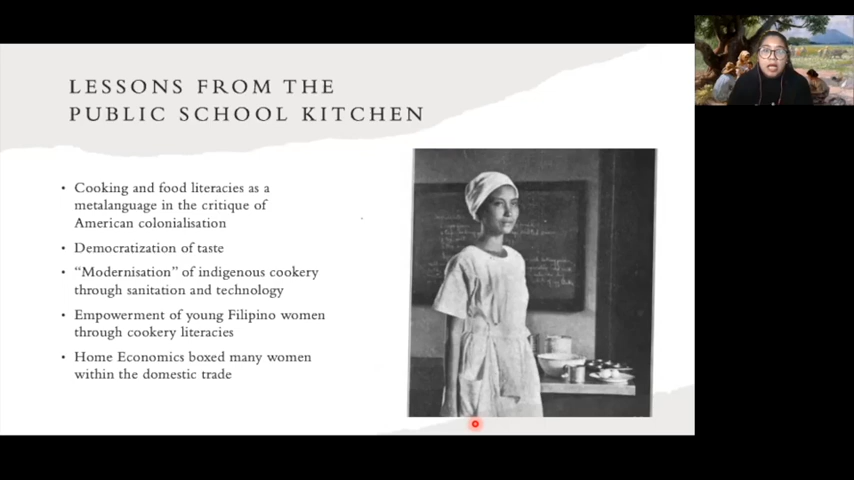 LESSONS FROM THE
PUBLIC SCHOOL KITCHEN
• Cooking and food literacies as a
metalanguage in the critique of
American colonialisation
• Democratization of taste
• “Modernisation” of indigenous cookery
through sanitation and technology
• Empowerment of young Filipino women
through cookery literacies
• Home Economics boxed many women
within the domestic trade